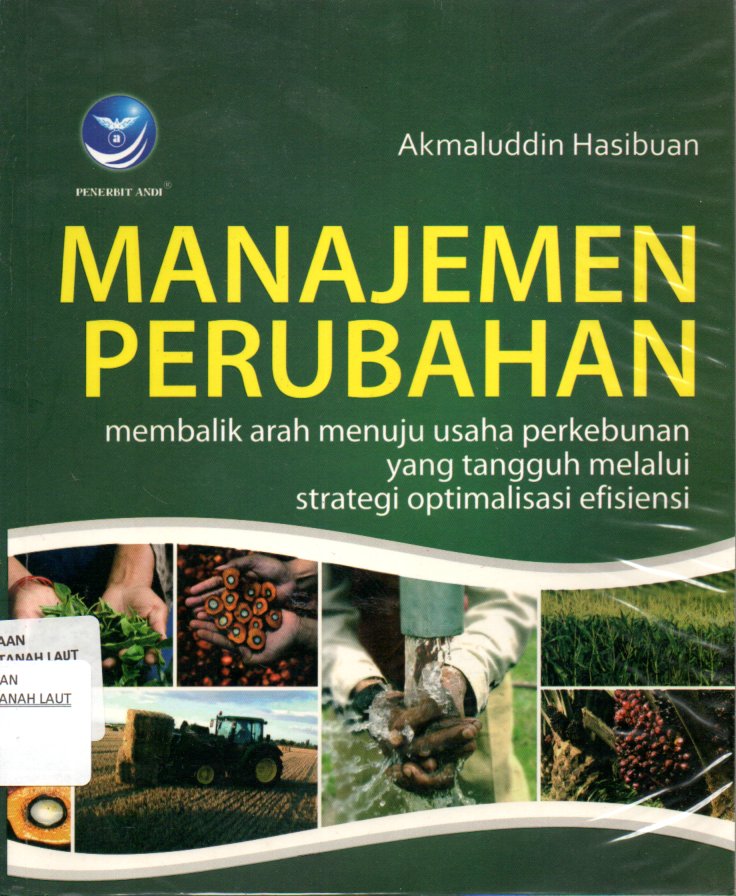 Akmaluddin Hasibuan
a
PENERBIT ANDI®
MANAJEMEN
PERUBAHAN
membalik arah menuju usaha perkebunan
yang tangguh melalui
strategi optimalisasi efisiensi
AAN
TANAH LAUT
AN
ANAH LAUT